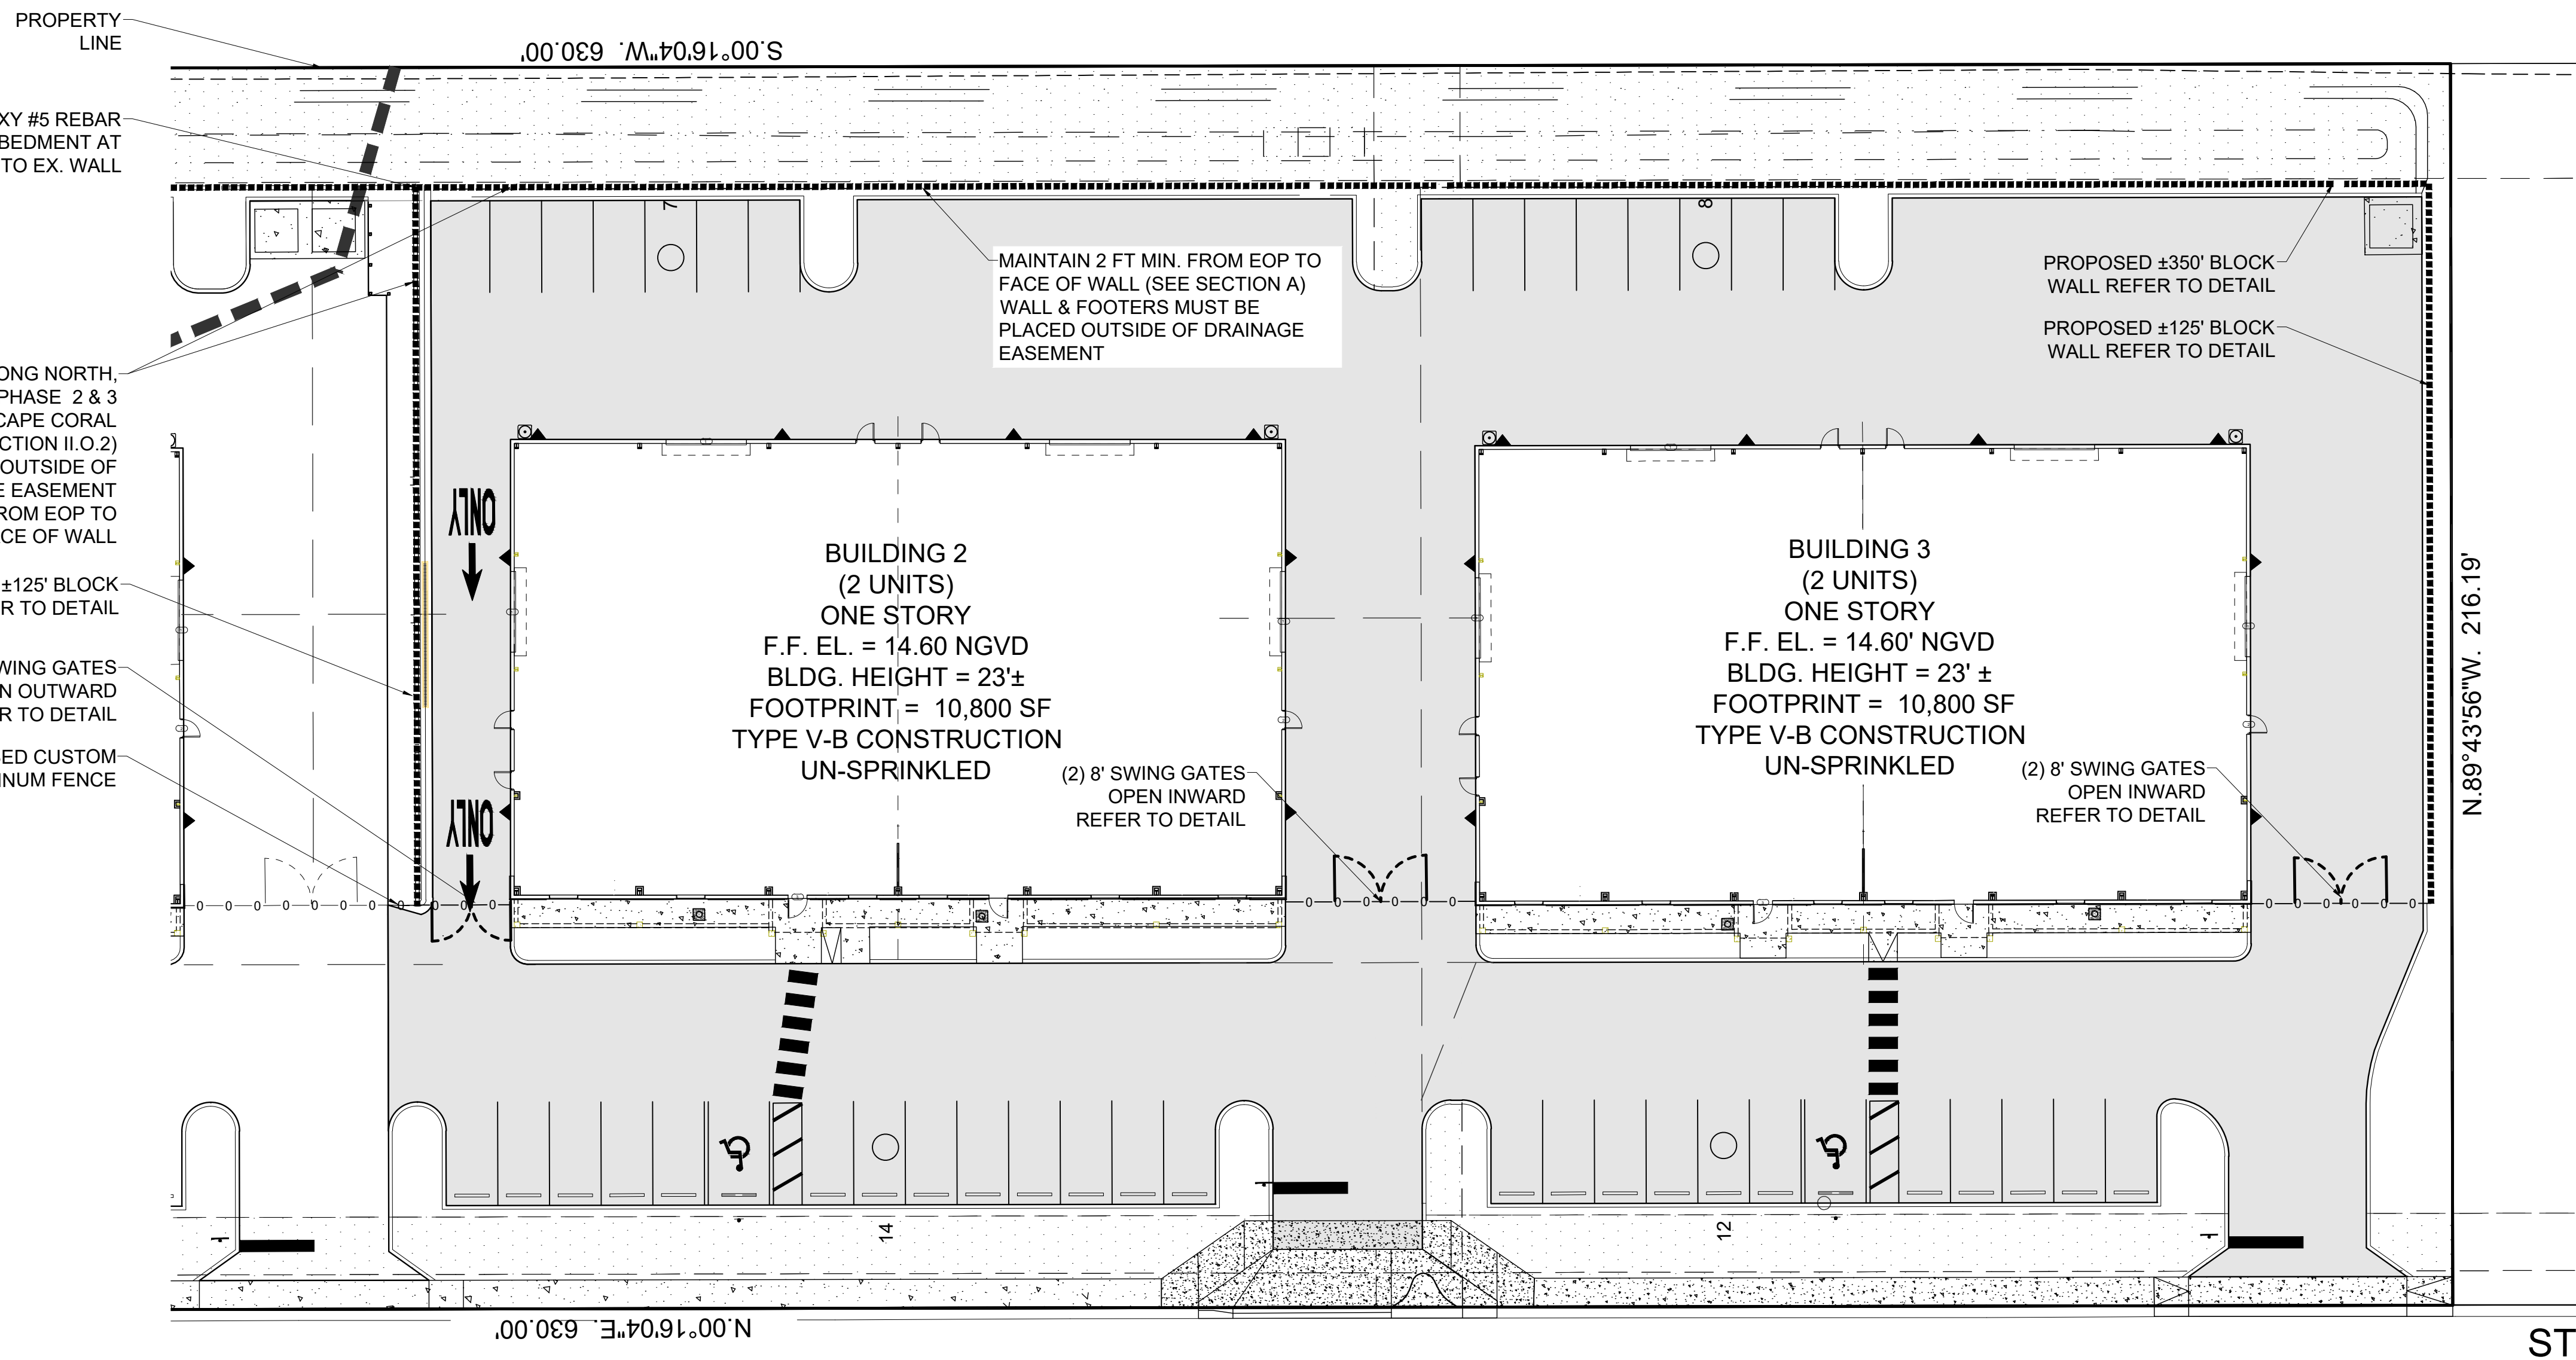 PROPERTY
LINE
S.00°16'04"W. 630.00'
XY #5 REBAR
BEDMENT AT
TO EX. WALL
7
8
MAINTAIN 2 FT MIN. FROM EOP TO
FACE OF WALL (SEE SECTION A)
WALL & FOOTERS MUST BE
PLACED OUTSIDE OF DRAINAGE
EASEMENT
PROPOSED ±350' BLOCK
WALL REFER TO DETAIL
PROPOSED ±125' BLOCK
WALL REFER TO DETAIL
ONG NORTH,
PHASE 2 & 3
CAPE CORAL
CTION II.O.2)
OUTSIDE OF
E EASEMENT
ROM EOP TO
CE OF WALL
±125' BLOCK
R TO DETAIL
WING GATES
N OUTWARD
R TO DETAIL
ED CUSTOM
INUM FENCE
ONLY
ONLY
BUILDING 2
(2 UNITS)
ONE STORY
F.F. EL. = 14.60 NGVD
BLDG. HEIGHT = 23'±
FOOTPRINT = 10,800 SF
TYPE V-B CONSTRUCTION
UN-SPRINKLED
(2) 8' SWING GATES
OPEN INWARD
REFER TO DETAIL
BUILDING 3
(2 UNITS)
ONE STORY
F.F. EL. = 14.60' NGVD
BLDG. HEIGHT = 23' ±
FOOTPRINT = 10,800 SF
TYPE V-B CONSTRUCTION
UN-SPRINKLED
(2) 8' SWING GATES
OPEN INWARD
REFER TO DETAIL
N.89°43'56"W. 216.19'
14
12
N.00°16'04"E. 630.00'
ST